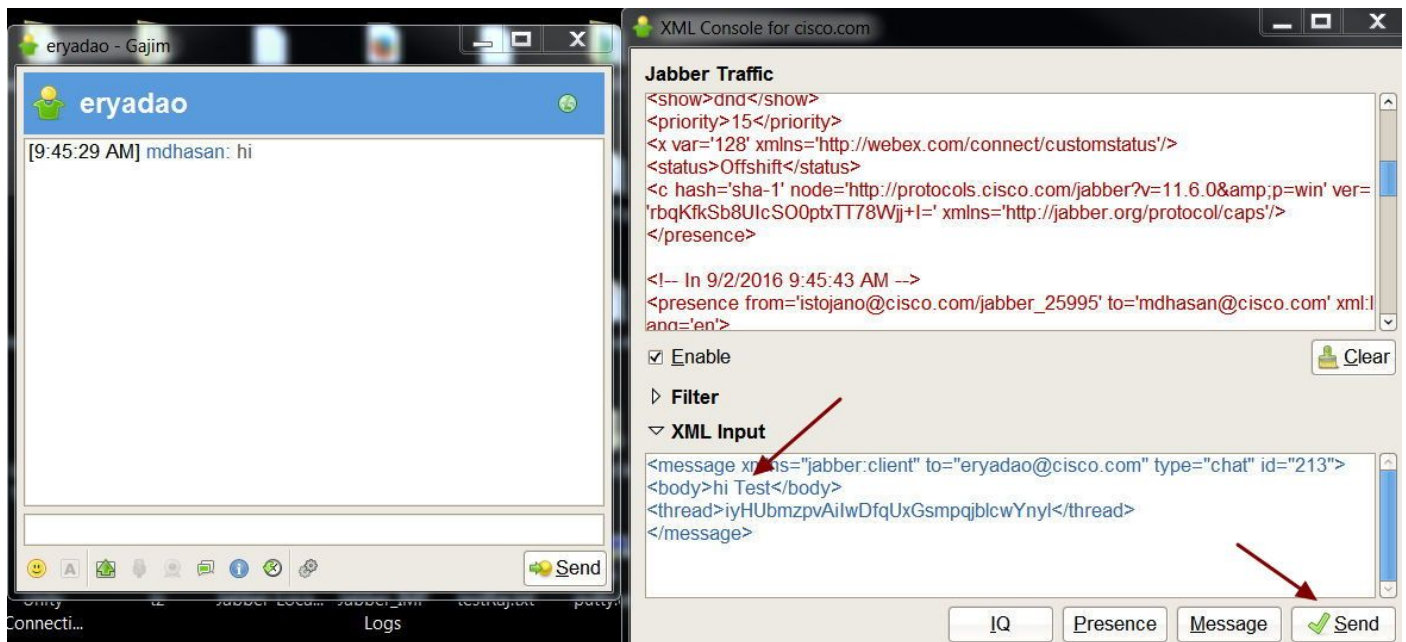 eryadao - Gajim
eryadao
[9:45:29 AM] mdhasan: hi
Send
Connecti...
Logs
XML Console for cisco.com
Jabber Traffic
<show>dnd</show>
<priority>15</priority>
<x var='128' xmlns='http://webex.com/connect/customstatus'/>
<status>Offshift</status>
<c hash='sha-1' node='http://protocols.cisco.com/jabber?v=11.6.0&amp;p=win' ver=
'rbqKfkSb8UIcSO0ptxTT78Wjj+I=' xmlns='http://jabber.org/protocol/caps'/>
</presence>
<!-- In 9/2/2016 9:45:43 AM -->
<presence from='istojano@cisco.com/jabber_25995' to='mdhasan@cisco.com' xml:l
ang='en'>
Enable
Clear
Filter
XML Input
<message xmlns="jabber:client" to="eryadao@cisco.com" type="chat" id="213">
<body>hi Test</body>
<thread>iyHUbmzpvAiIwDfqUxGsmpqjblcwYnyl</thread>
</message>
IQ
Presence
Message
Send